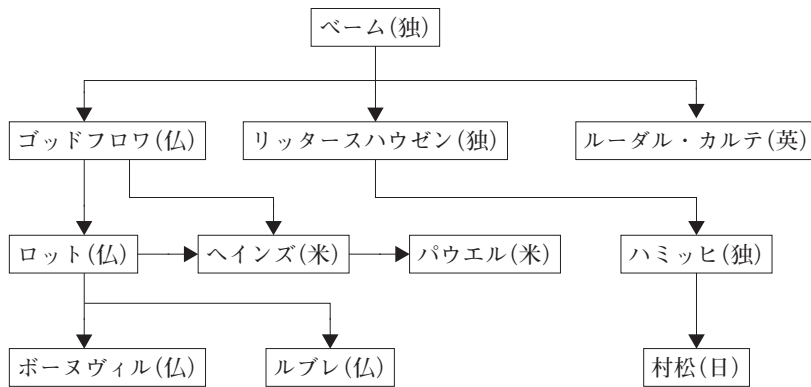 ベーム(独)
ゴッドフロワ(仏)
リッタースハウゼン(独)
ルーダル・カルテ(英)
ロット(仏)
ヘインズ(米)
パウエル(米)
ハミッヒ(独)
ボーヌヴィル(仏)
ルブレ(仏)
村松(日)